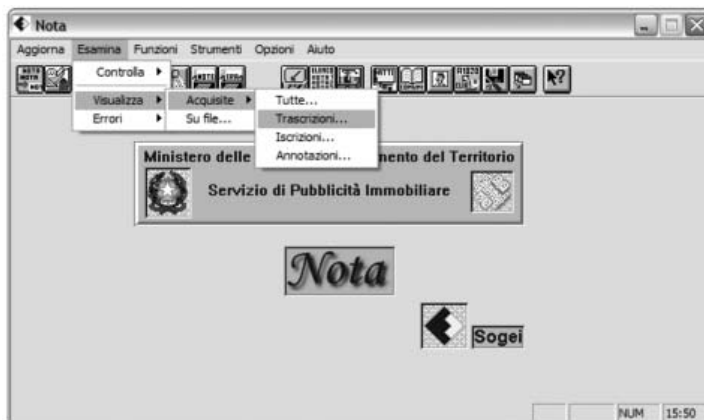 Nota
Aggiorna Esamina Funzioni Strumenti Opzioni Aiuto
Controlla
Visualizza Acquisite Tutte...
Errori Su file... Trascrizioni...
Iscrizioni...
Annotazioni...
Ministero delle mento del Territorio
Servizio di Pubblicità Immobiliare
Nota
Sogei
NUM 15:50